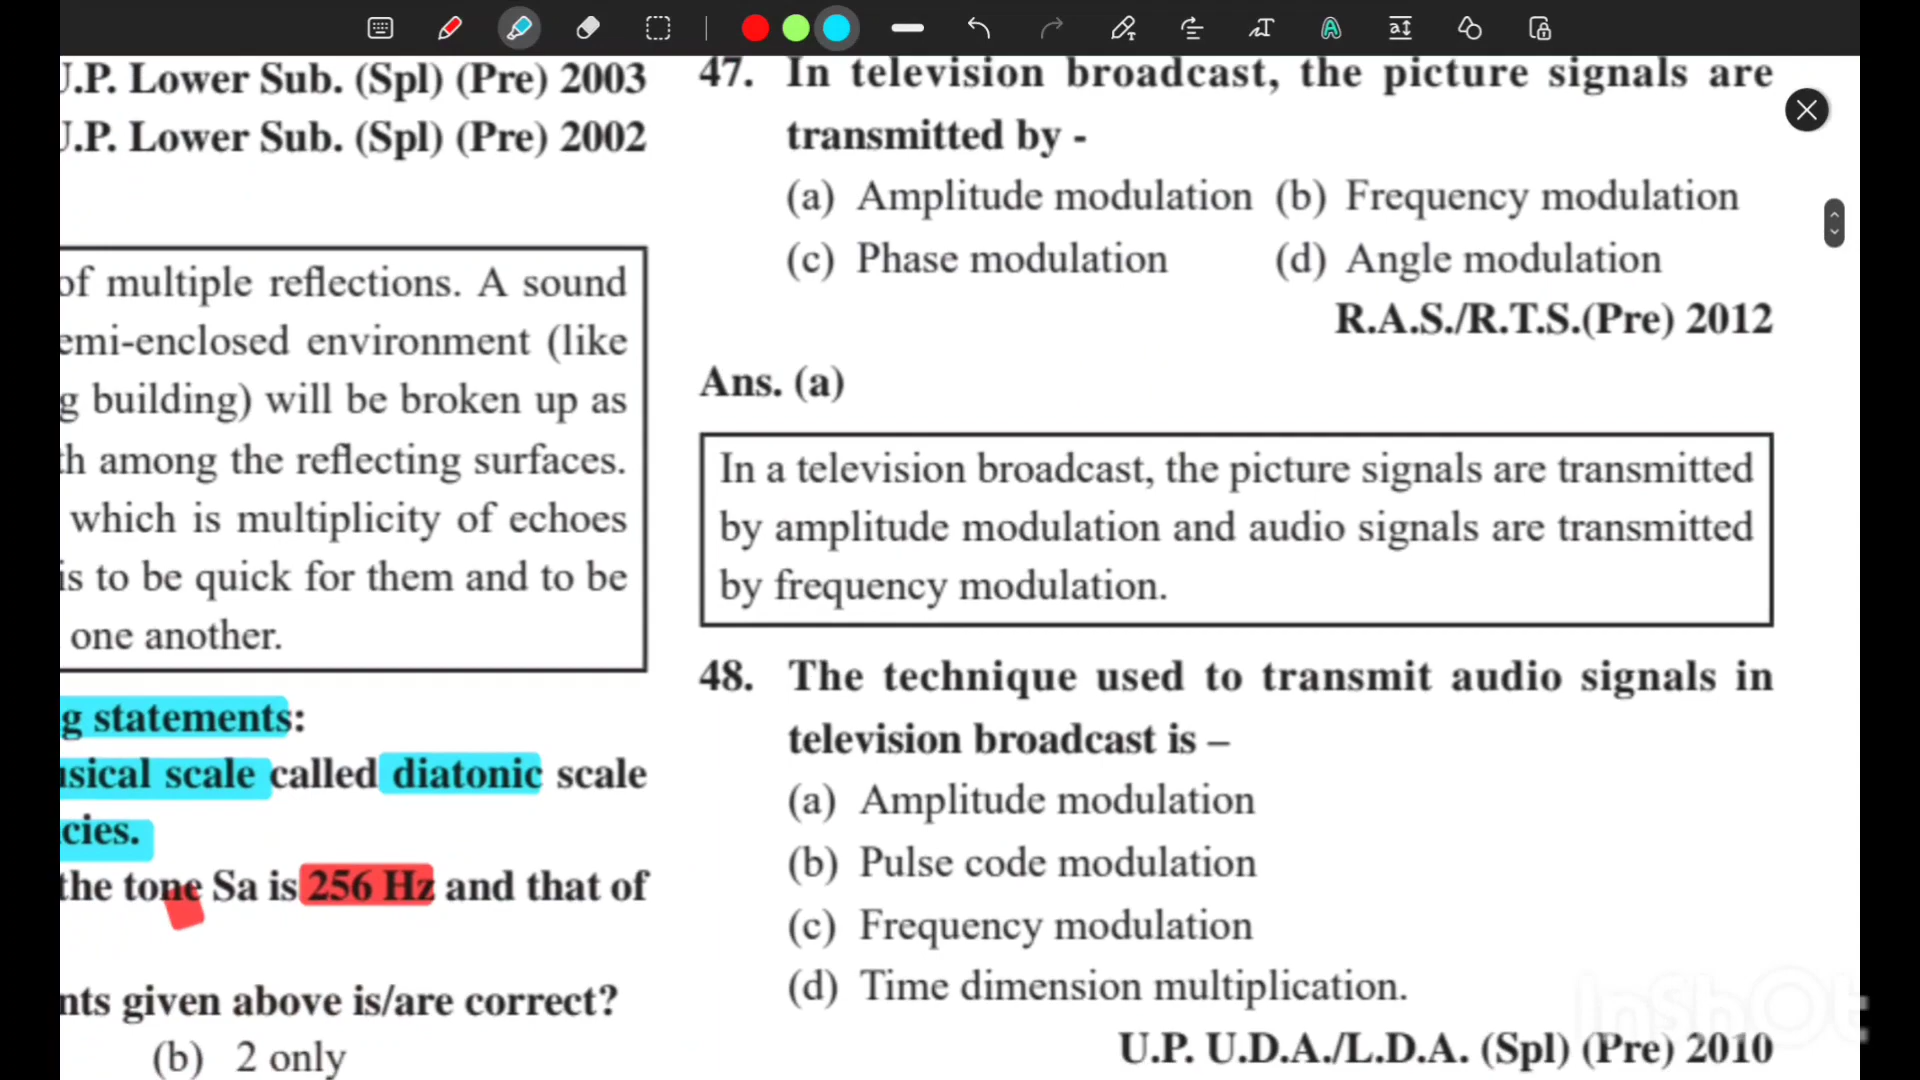 U.P. Lower Sub. (Spl) (Pre) 2003
U.P. Lower Sub. (Spl) (Pre) 2002
of multiple reflections. A sound
emi-enclosed environment (like
g building) will be broken up as
th among the reflecting surfaces.
which is multiplicity of echoes
is to be quick for them and to be
one another.
g statements:
usical scale called diatonic scale
cies.
the tone Sa is 256 Hz and that of
nts given above is/are correct?
(b) 2 only
47. In television broadcast, the picture signals are
transmitted by -
(a) Amplitude modulation (b) Frequency modulation
(c) Phase modulation (d) Angle modulation
R.A.S./R.T.S.(Pre) 2012
Ans. (a)
In a television broadcast, the picture signals are transmitted
by amplitude modulation and audio signals are transmitted
by frequency modulation.
48. The technique used to transmit audio signals in
television broadcast is –
(a) Amplitude modulation
(b) Pulse code modulation
(c) Frequency modulation
(d) Time dimension multiplication.
U.P. U.D.A./L.D.A. (Spl) (Pre) 2010
InShOt